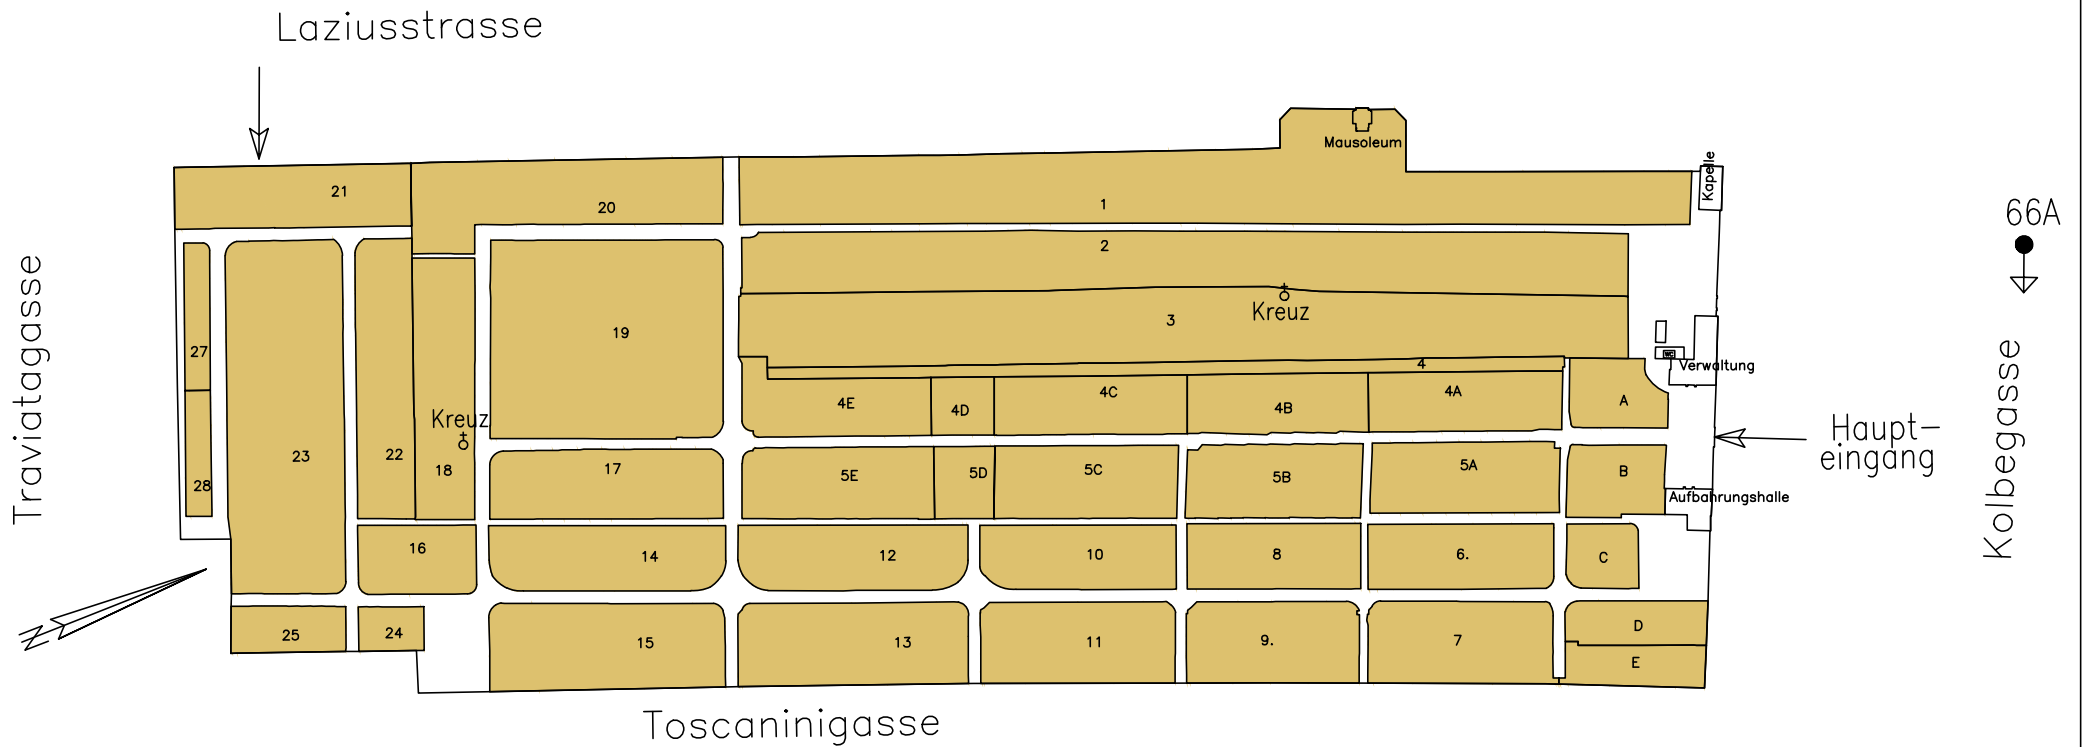 Laziusstrasse
Mausoleum
Kapelle
21
20
1
66A
2
27
19
3
Kreuz
4
Verwaltung
WC
Traviatagasse
Kolbegasse
4E
4D
4C
4B
4A
A
Kreuz
Haupt-
eingang
23
22
18
17
5E
5D
5C
5B
5A
B
28
Aufbahrungshalle
16
14
12
10
8
6.
C
N
25
24
15
13
11
9.
7
D
E
Toscaninigasse